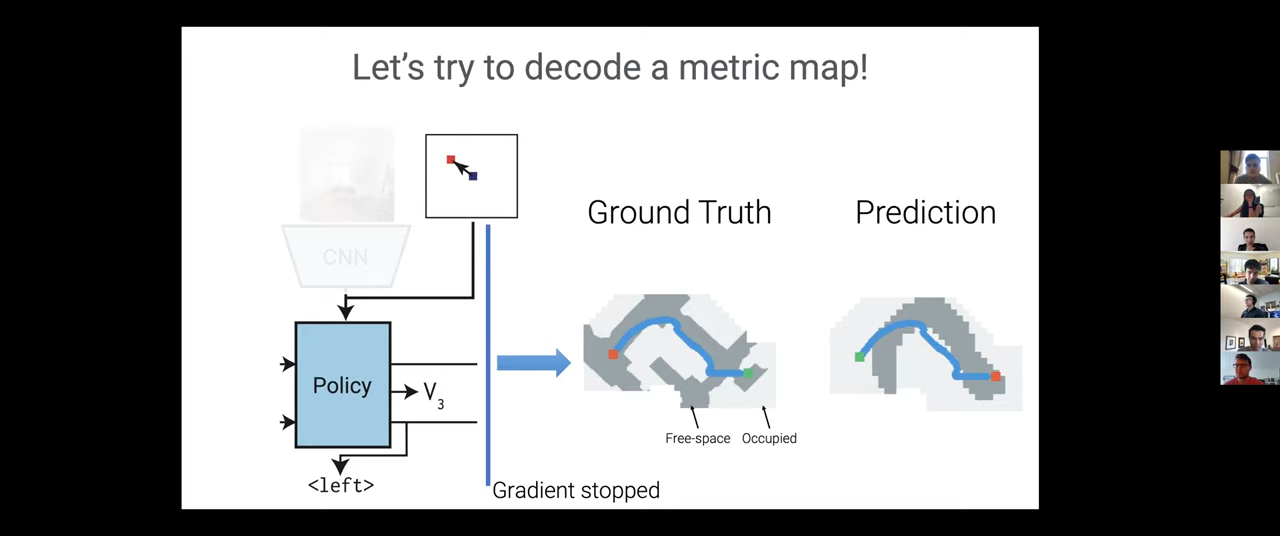 Let's try to decode a metric map!
CNN
Ground Truth
Prediction
Policy
V3
Free-space
Occupied
<left>
Gradient stopped